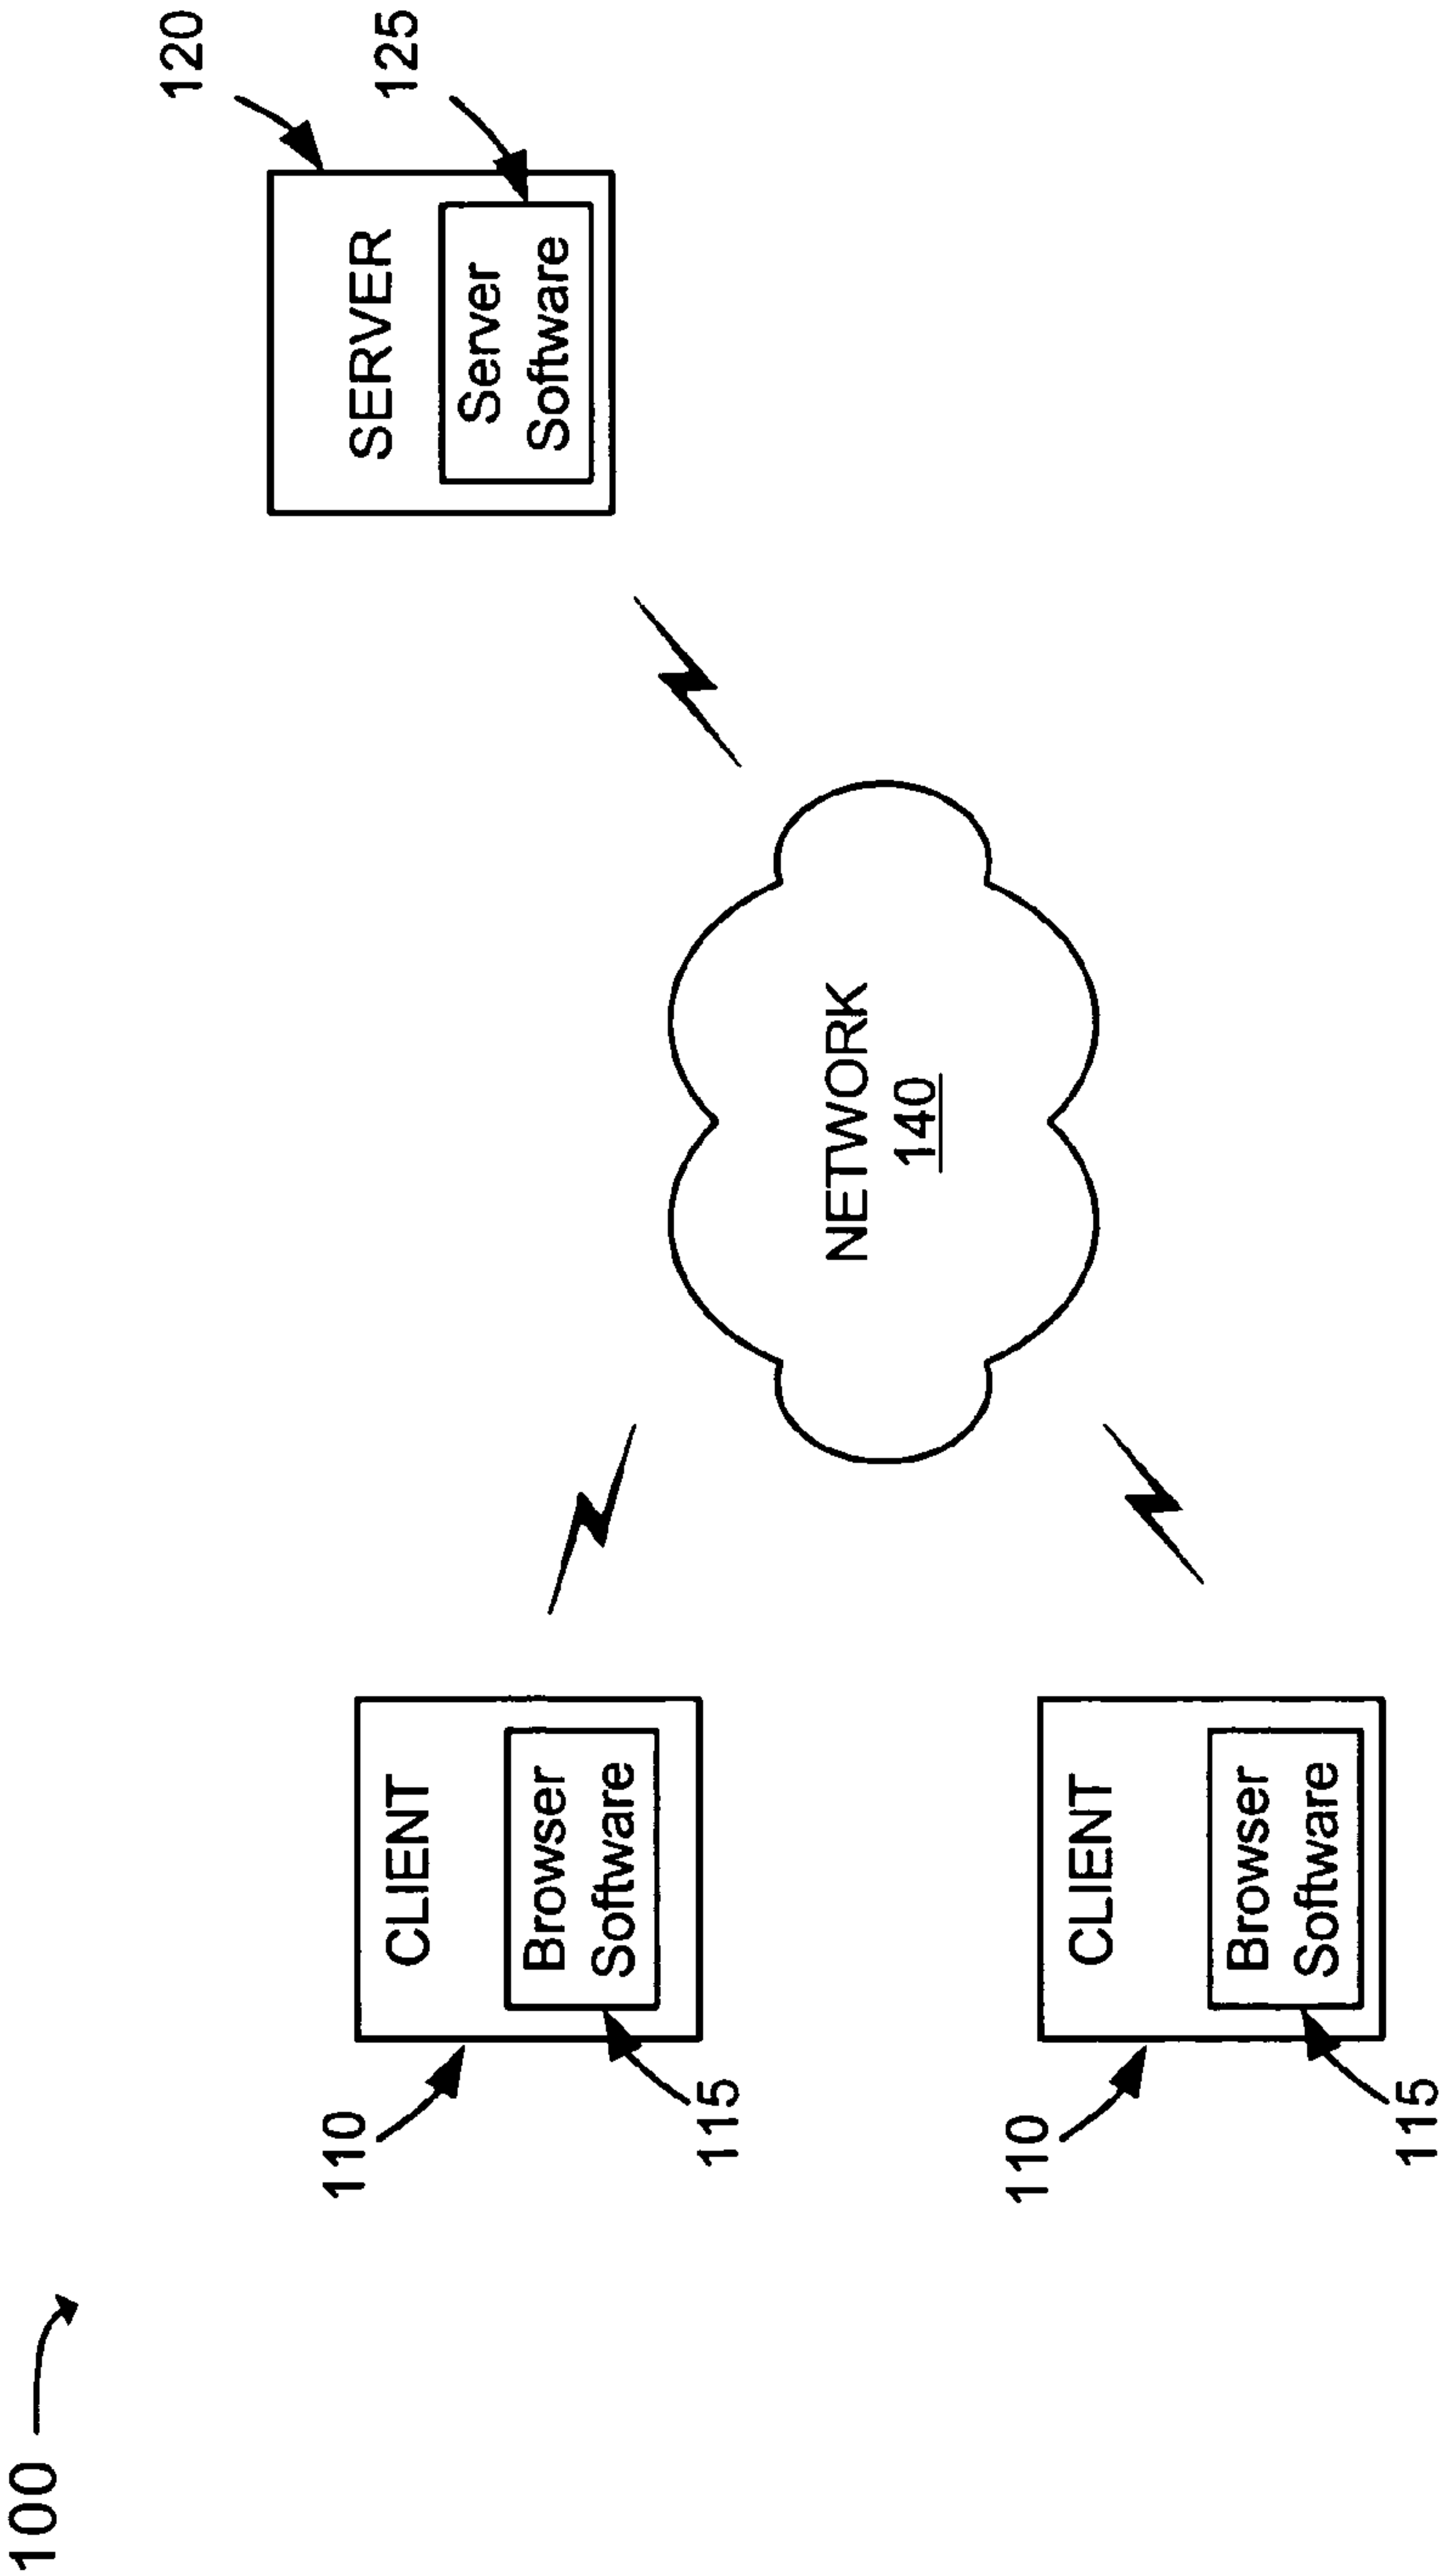 100
110
CLIENT
Browser
Software
115
110
CLIENT
Browser
Software
115
NETWORK
140
120
SERVER
Server
Software
125